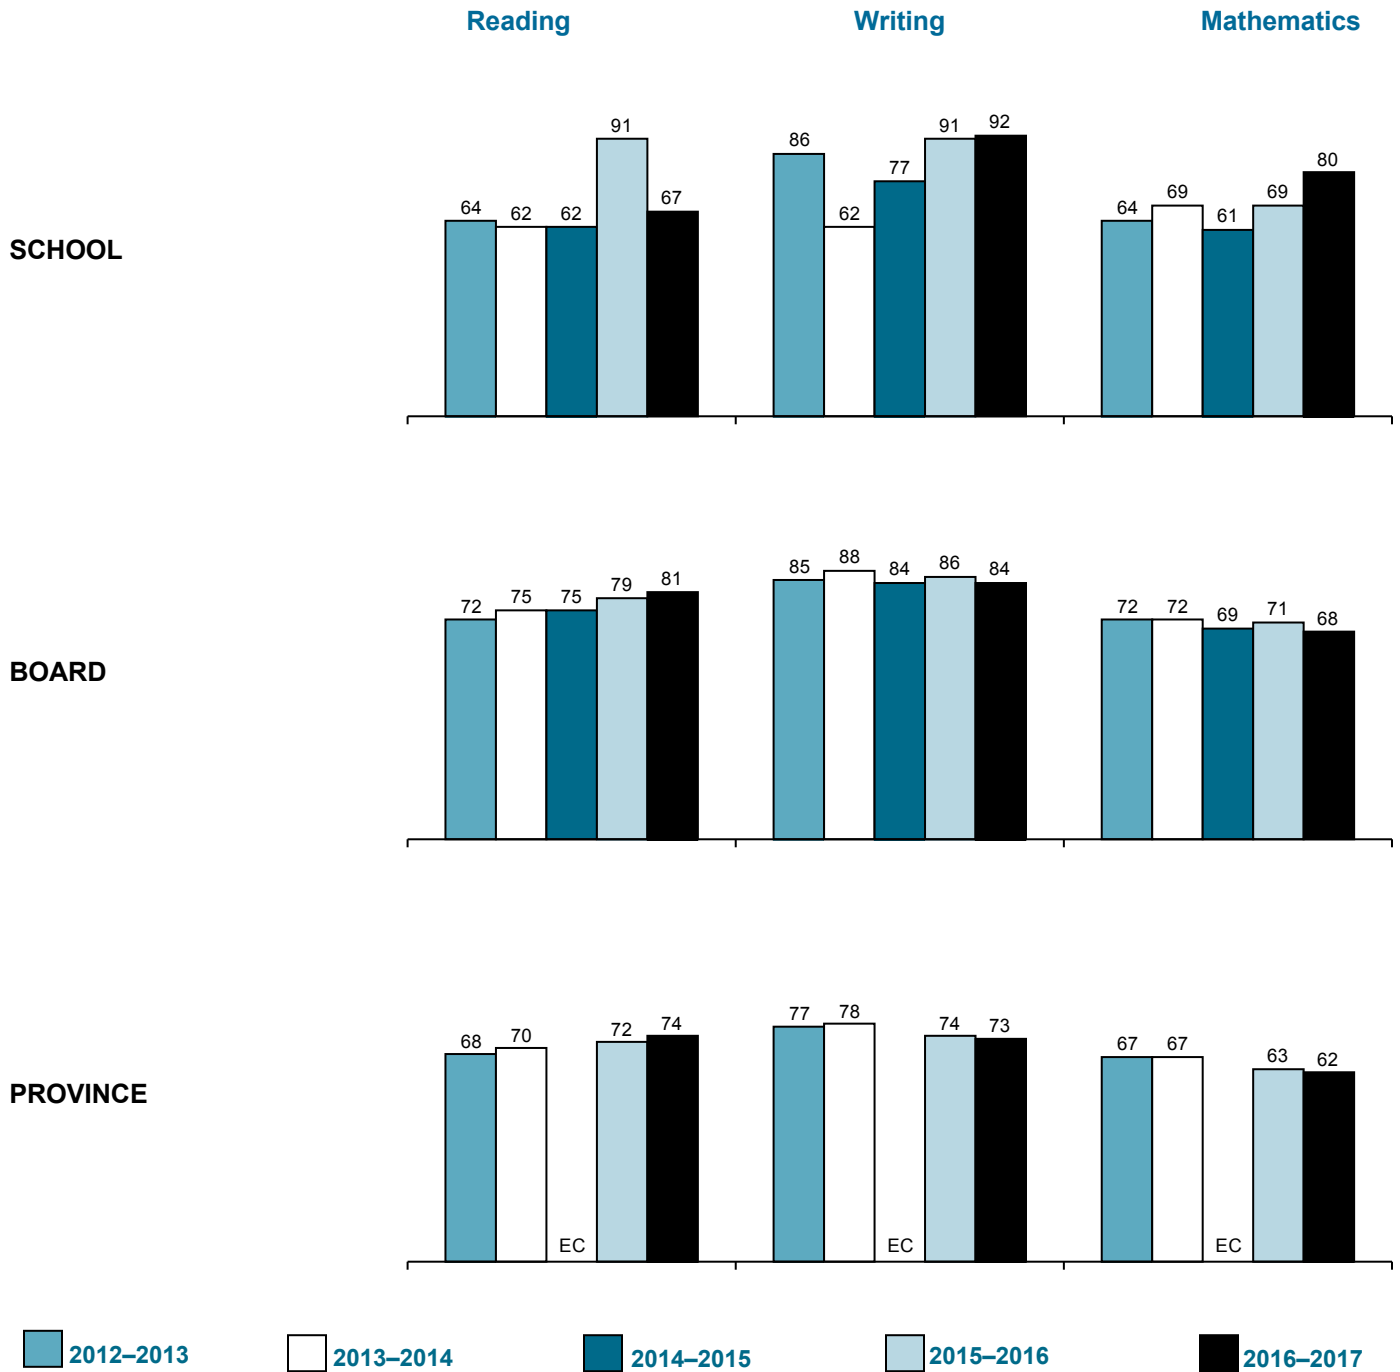 Reading Writing Mathematics
91 91 92
86
77 80
64 62 62 67 62 64 69 61 69
SCHOOL
72 75 75 79 81 85 88 84 86 84 72 72 69 71 68
BOARD
68 70 72 74 77 78 74 73 67 67 63 62
PROVINCE
EC EC EC
2012–2013 2013–2014 2014–2015 2015–2016 2016–2017